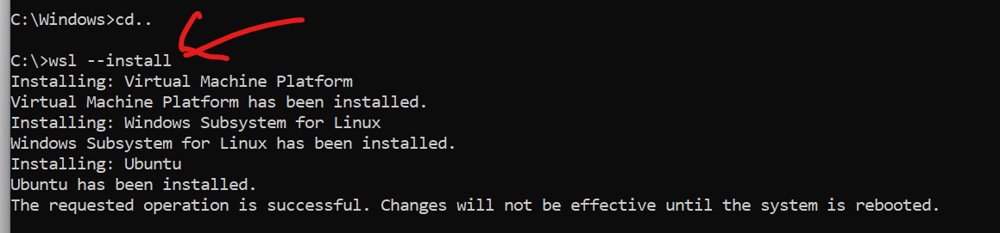 C:\Windows>cd..
C:\>wsl --install
Installing: Virtual Machine Platform
Virtual Machine Platform has been installed.
Installing: Windows Subsystem for Linux
Windows Subsystem for Linux has been installed.
Installing: Ubuntu
Ubuntu has been installed.
The requested operation is successful. Changes will not be effective until the system is rebooted.